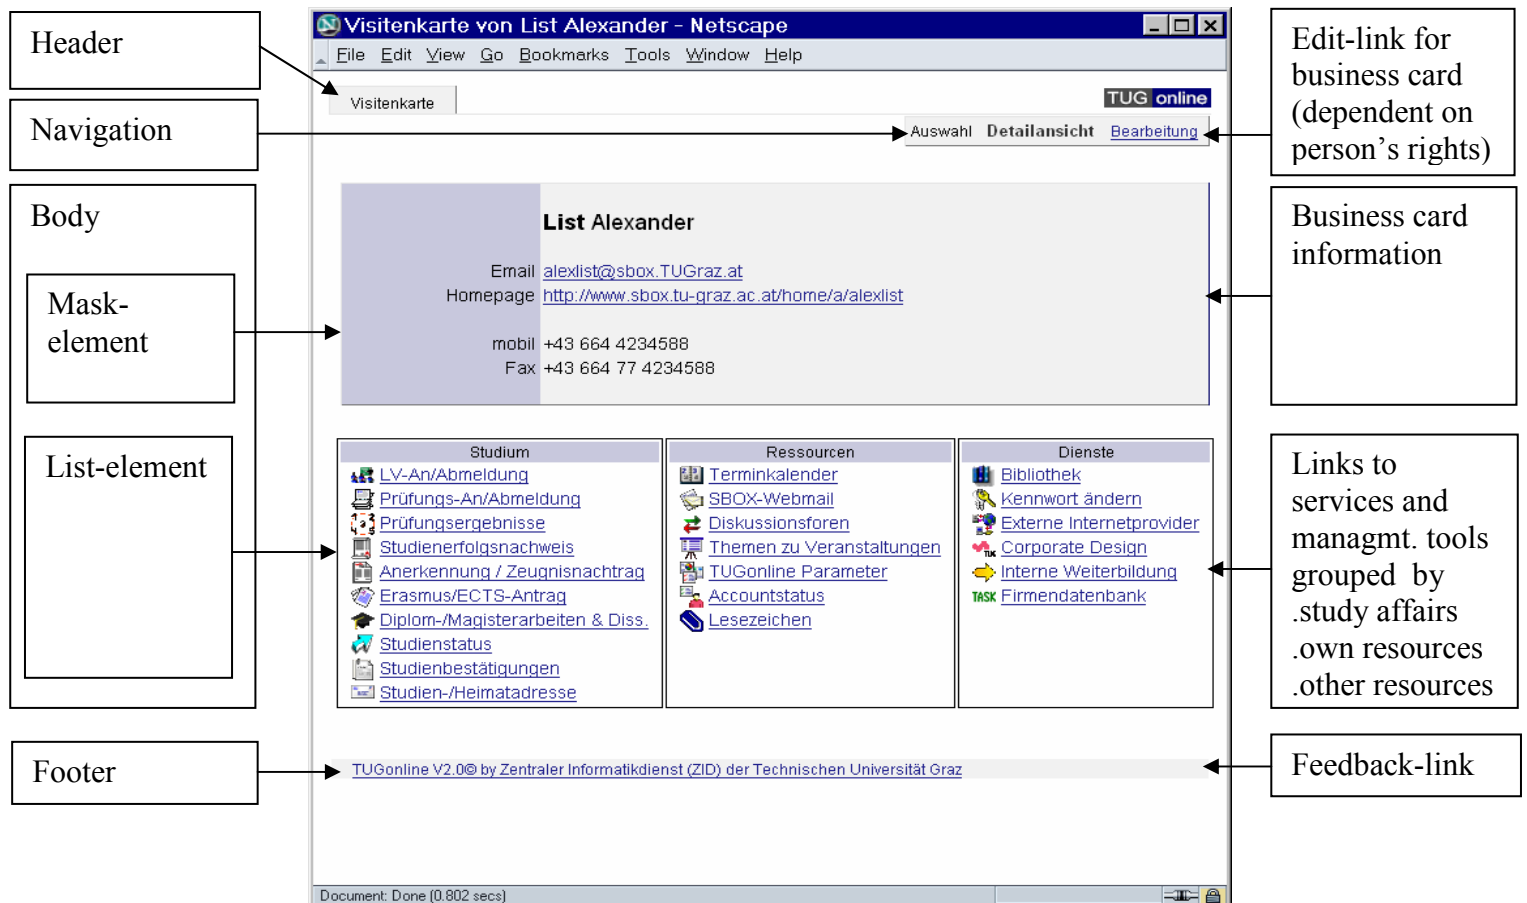 Header
Navigation
Body
Mask-
element
List-element
Footer
Visitenkarte von List Alexander - Netscape
File Edit View Go Bookmarks Tools Window Help
Visitenkarte
TUG online
Auswahl Detailansicht Bearbeitung
List Alexander
Email alexlist@sbox.TUGraz.at
Homepage http://www.sbox.tu-graz.ac.at/home/a/alexlist
mobil +43 664 4234588
Fax +43 664 77 4234588
Studium
LV-An/Abmeldung
Prüfungs-An/Abmeldung
Prüfungsergebnisse
Studienerfolgsnachweis
Anerkennung / Zeugnisnachtrag
Erasmus/ECTS-Antrag
Diplom-/Magisterarbeiten & Diss.
Studienstatus
Studienbestätigungen
Studien-/Heimatadresse
Ressourcen
Terminkalender
SBOX-Webmail
Diskussionsforen
Themen zu Veranstaltungen
TUGonline Parameter
Accountstatus
Lesezeichen
Dienste
Bibliothek
Kennwort ändern
Externe Internetprovider
Corporate Design
Interne Weiterbildung
TASK Firmendatenbank
TUGonline V2.0© by Zentraler Informatikdienst (ZID) der Technischen Universität Graz
Document: Done (0.802 secs)
Edit-link for
business card
(dependent on
person’s rights)
Business card
information
Links to
services and
managmt. tools
grouped by
.study affairs
.own resources
.other resources
Feedback-link